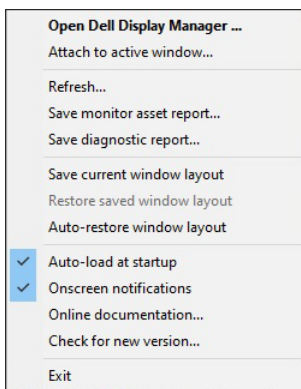 Open Dell Display Manager ...
Attach to active window...
Refresh...
Save monitor asset report...
Save diagnostic report...
Save current window layout
Restore saved window layout
Auto-restore window layout
Auto-load at startup
Onscreen notifications
Online documentation...
Check for new version...
Exit